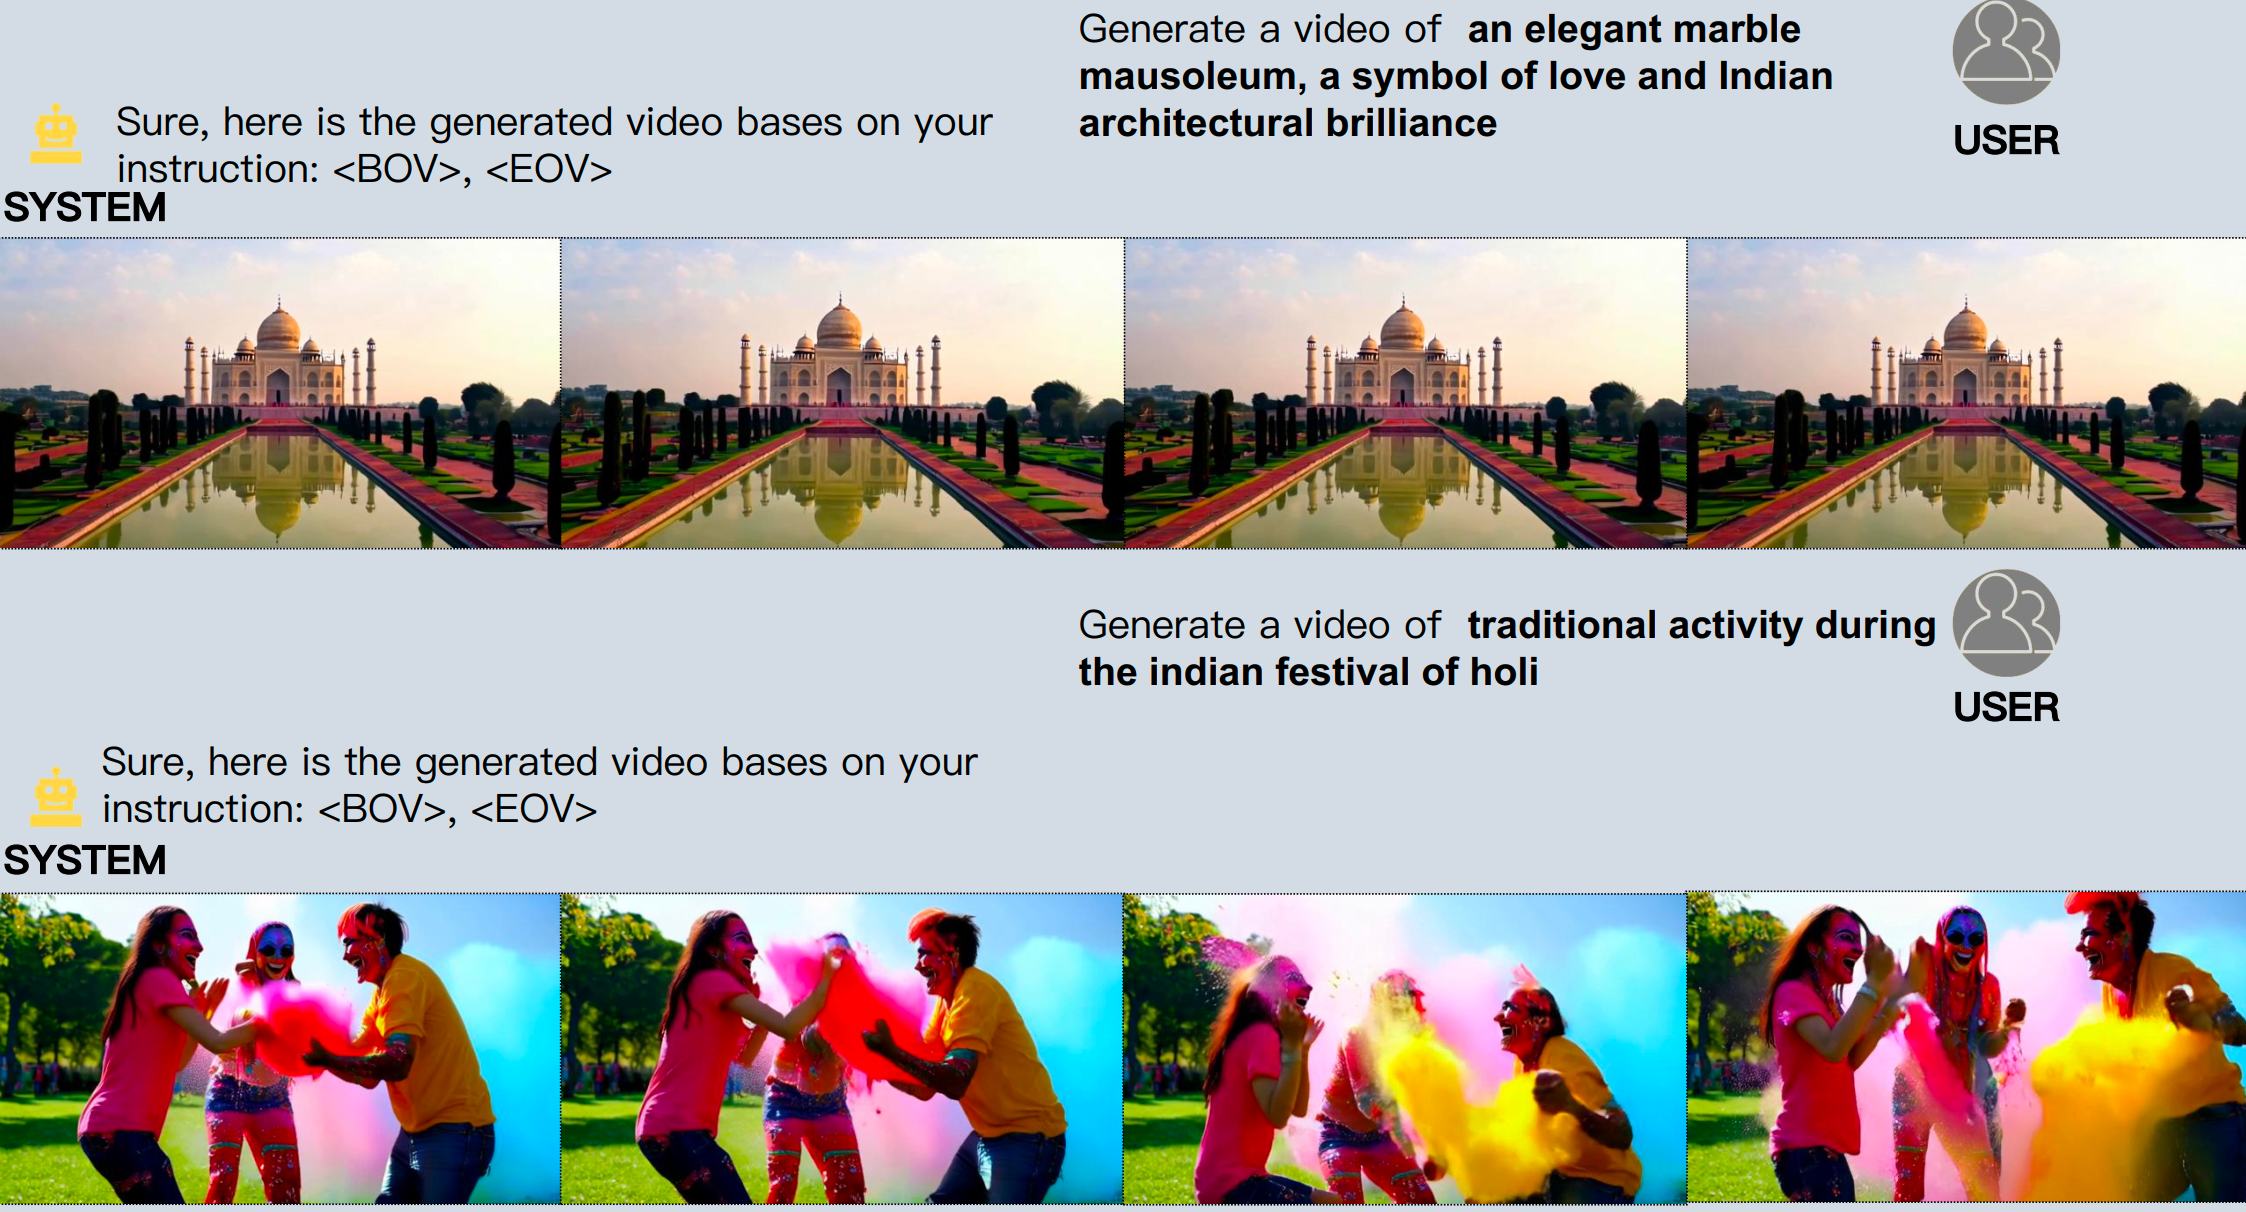 Generate a video of an elegant marble
mausoleum, a symbol of love and Indian
architectural brilliance
USER
Sure, here is the generated video bases on your
instruction: <BOV>, <EOV>
SYSTEM
Generate a video of traditional activity during
the indian festival of holi
USER
Sure, here is the generated video bases on your
instruction: <BOV>, <EOV>
SYSTEM